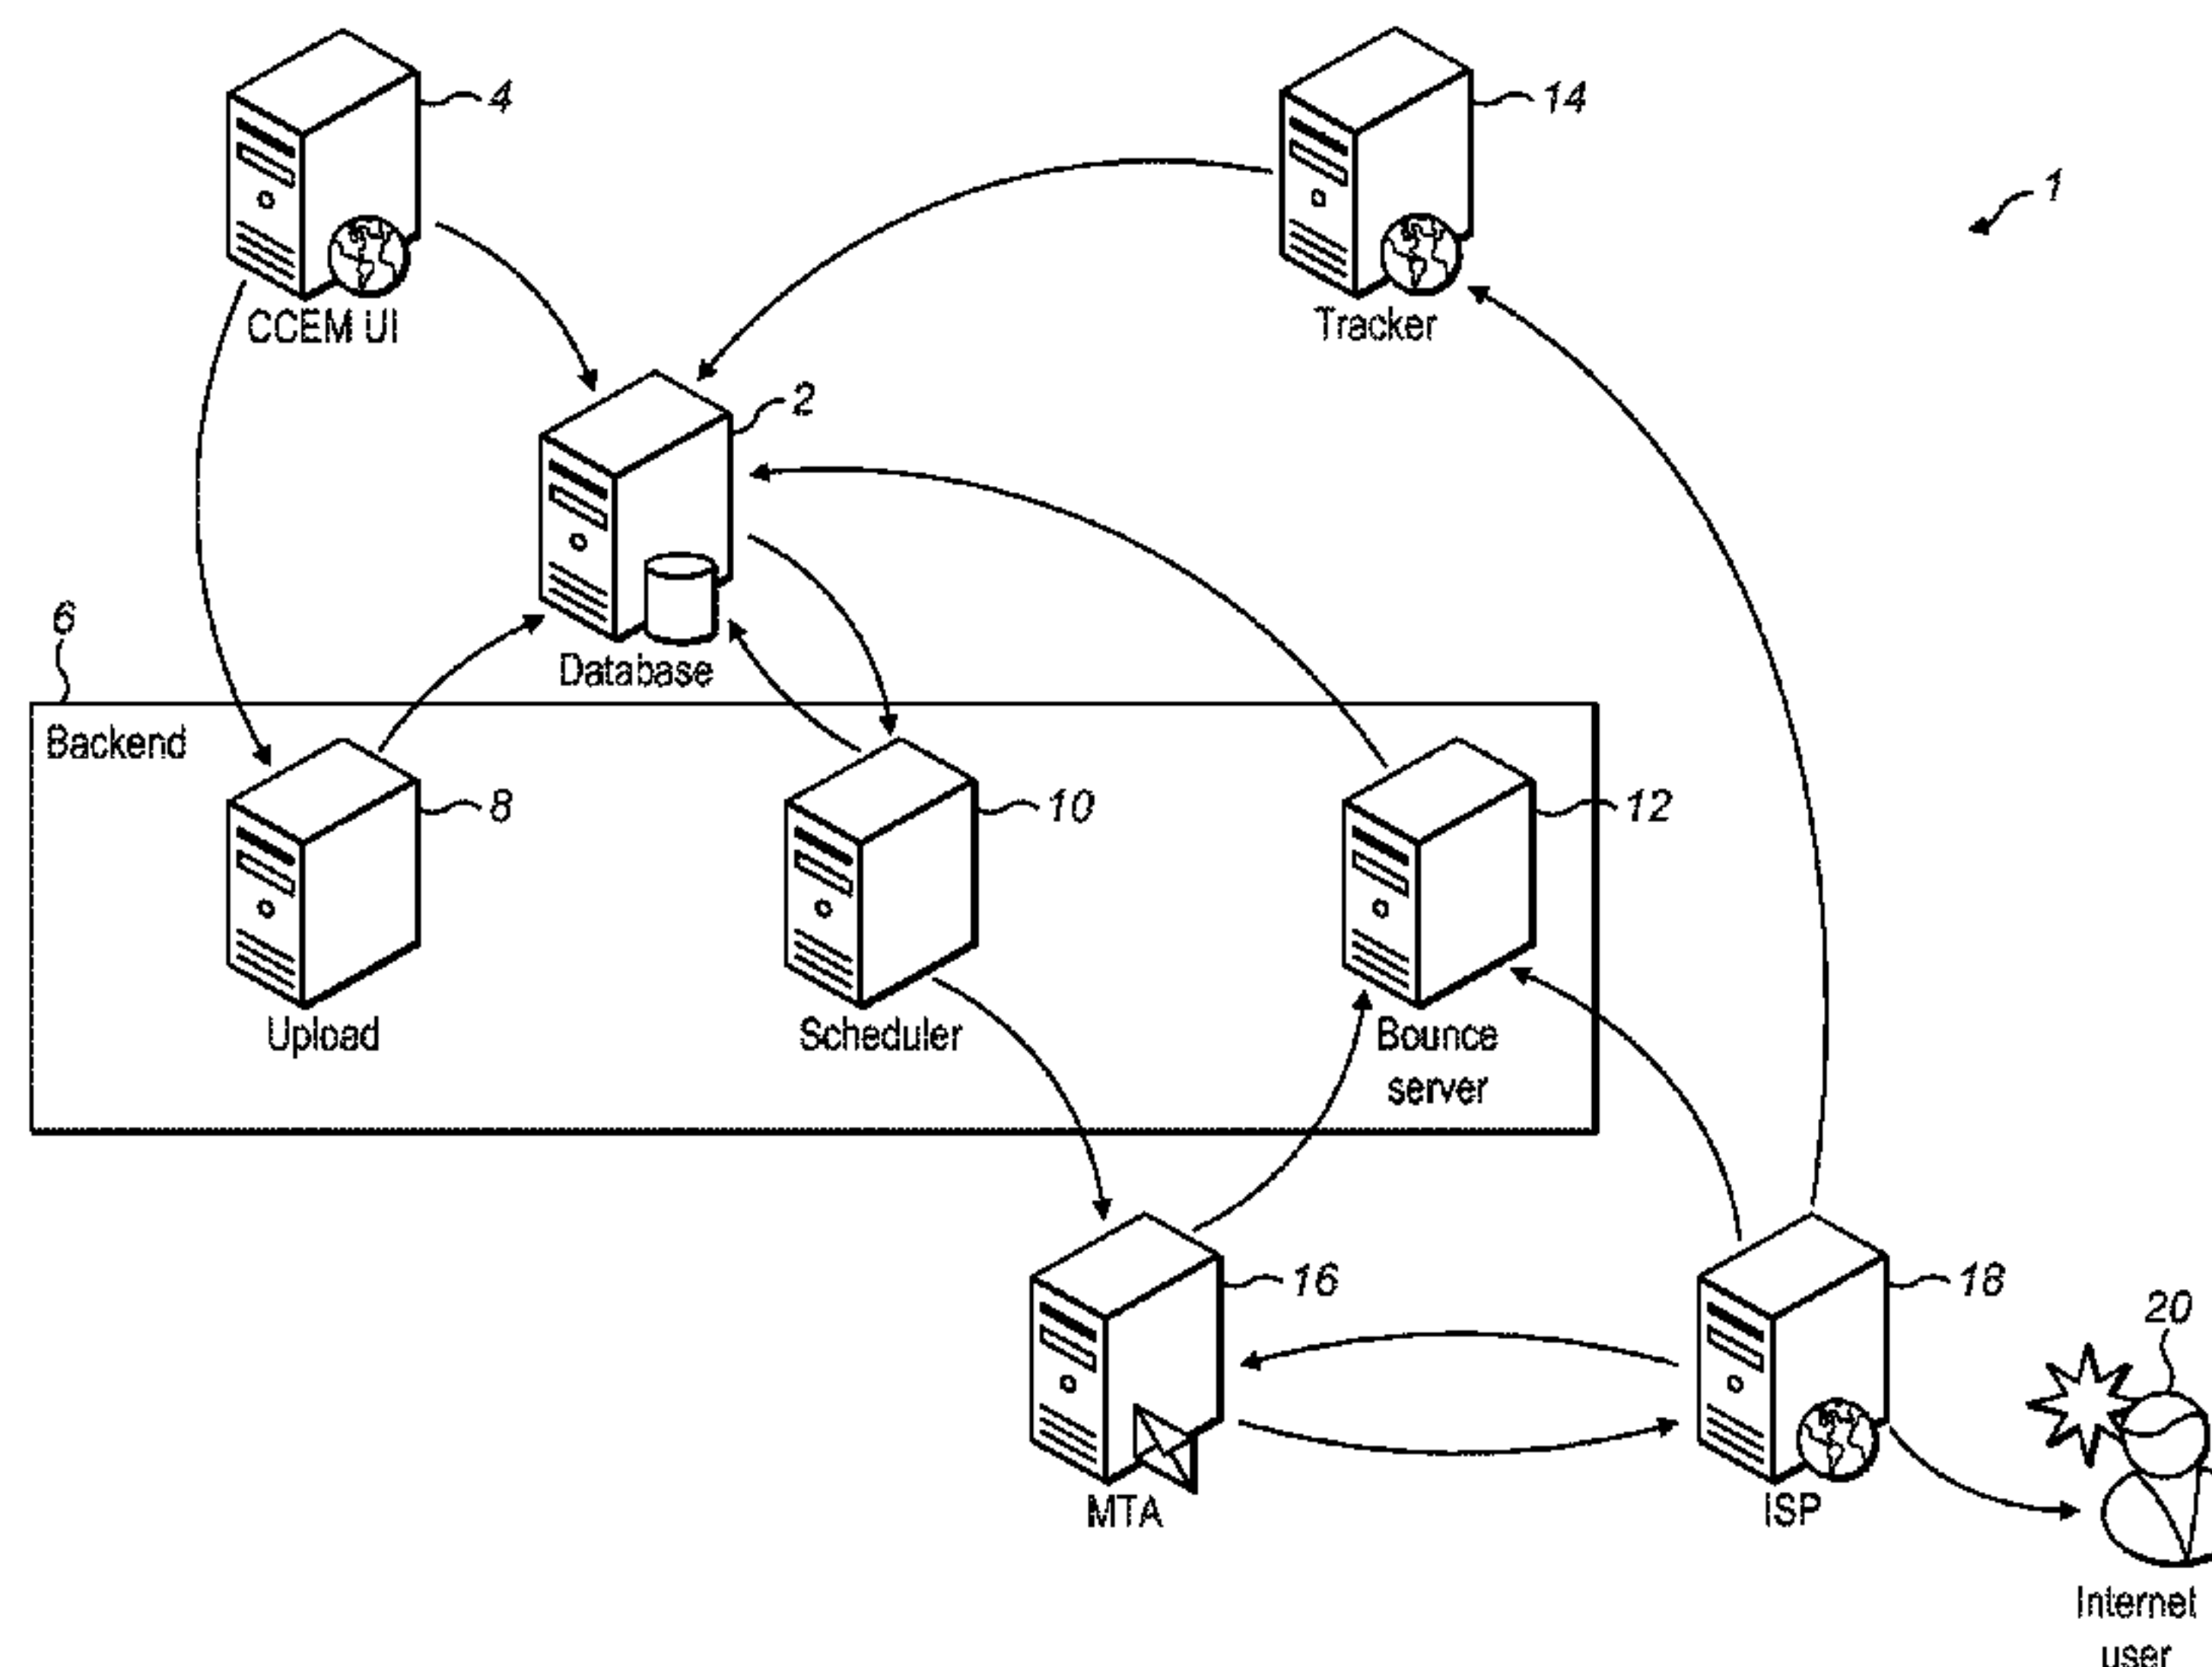 4
14
1
CCEM UI
Tracker
2
6
Database
Backend
8
10
12
Upload
Scheduler
Bounce
server
16
18
20
MTA
ISP
Internet
user